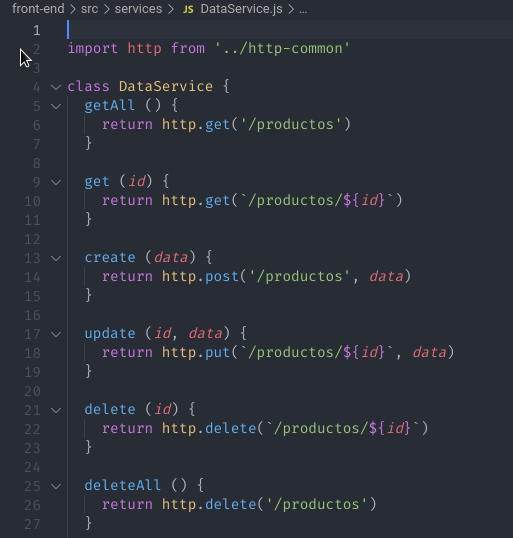 front-end > src > services > JS DataService.js > ...
1
2 import http from '../http-common'
3
4 class DataService {
5   getAll () {
6     return http.get('/productos')
7   }
8
9   get (id) {
10     return http.get(`/productos/${id}`)
11   }
12
13   create (data) {
14     return http.post('/productos', data)
15   }
16
17   update (id, data) {
18     return http.put(`/productos/${id}`, data)
19   }
20
21   delete (id) {
22     return http.delete(`/productos/${id}`)
23   }
24
25   deleteAll () {
26     return http.delete('/productos')
27   }